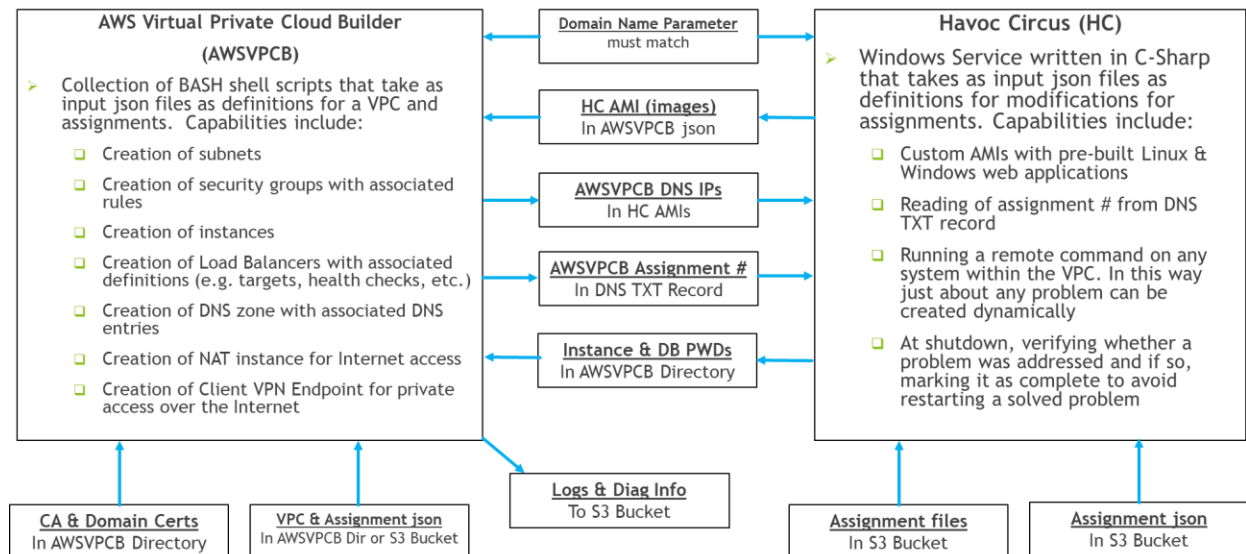 AWS Virtual Private Cloud Builder
(AWSVPCB)
➢ Collection of BASH shell scripts that take as
input json files as definitions for a VPC and
assignments. Capabilities include:
❑ Creation of subnets
❑ Creation of security groups with associated
rules
❑ Creation of instances
❑ Creation of Load Balancers with associated
definitions (e.g. targets, health checks, etc.)
❑ Creation of DNS zone with associated DNS
entries
❑ Creation of NAT instance for Internet access
❑ Creation of Client VPN Endpoint for private
access over the Internet
Domain Name Parameter
must match
HC AMI (images)
In AWSVPCB json
AWSVPCB DNS IPs
In HC AMIs
AWSVPCB Assignment #
In DNS TXT Record
Instance & DB PWDs
In AWSVPCB Directory
Havoc Circus (HC)
➢ Windows Service written in C-Sharp
that takes as input json files as
definitions for modifications for
assignments. Capabilities include:
❑ Custom AMIs with pre-built Linux &
Windows web applications
❑ Reading of assignment # from DNS
TXT record
❑ Running a remote command on any
system within the VPC. In this way
just about any problem can be
created dynamically
❑ At shutdown, verifying whether a
problem was addressed and if so,
marking it as complete to avoid
restarting a solved problem
CA & Domain Certs
In AWSVPCB Directory
VPC & Assignment json
In AWSVPCB Dir or S3 Bucket
Logs & Diag Info
To S3 Bucket
Assignment files
In S3 Bucket
Assignment json
In S3 Bucket